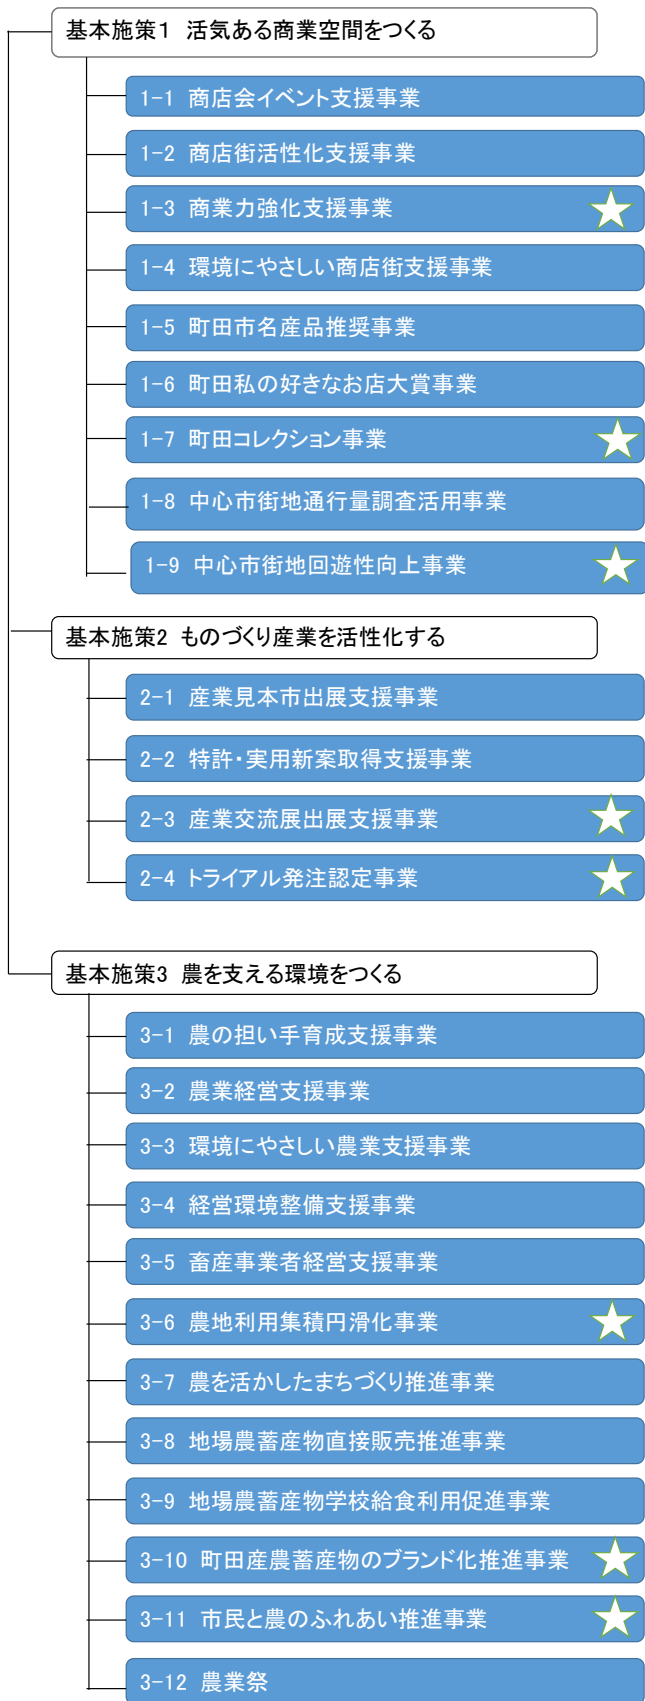 基本施策1 活気ある商業空間をつくる
1-1 商店会イベント支援事業
1-2 商店街活性化支援事業
1-3 商業力強化支援事業
1-4 環境にやさしい商店街支援事業
1-5 町田市名産品推奨事業
1-6 町田私の好きなお店大賞事業
1-7 町田コレクション事業
1-8 中心市街地通行量調査活用事業
1-9 中心市街地回遊性向上事業
基本施策2 ものづくり産業を活性化する
2-1 産業見本市出展支援事業
2-2 特許・実用新案取得支援事業
2-3 産業交流展出展支援事業
2-4 トライアル発注認定事業
基本施策3 農を支える環境をつくる
3-1 農の担い手育成支援事業
3-2 農業経営支援事業
3-3 環境にやさしい農業支援事業
3-4 経営環境整備支援事業
3-5 畜産事業者経営支援事業
3-6 農地利用集積円滑化事業
3-7 農を活かしたまちづくり推進事業
3-8 地場農蓄産物直接販売推進事業
3-9 地場農蓄産物学校給食利用促進事業
3-10 町田産農蓄産物のブランド化推進事業
3-11 市民と農のふれあい推進事業
3-12 農業祭